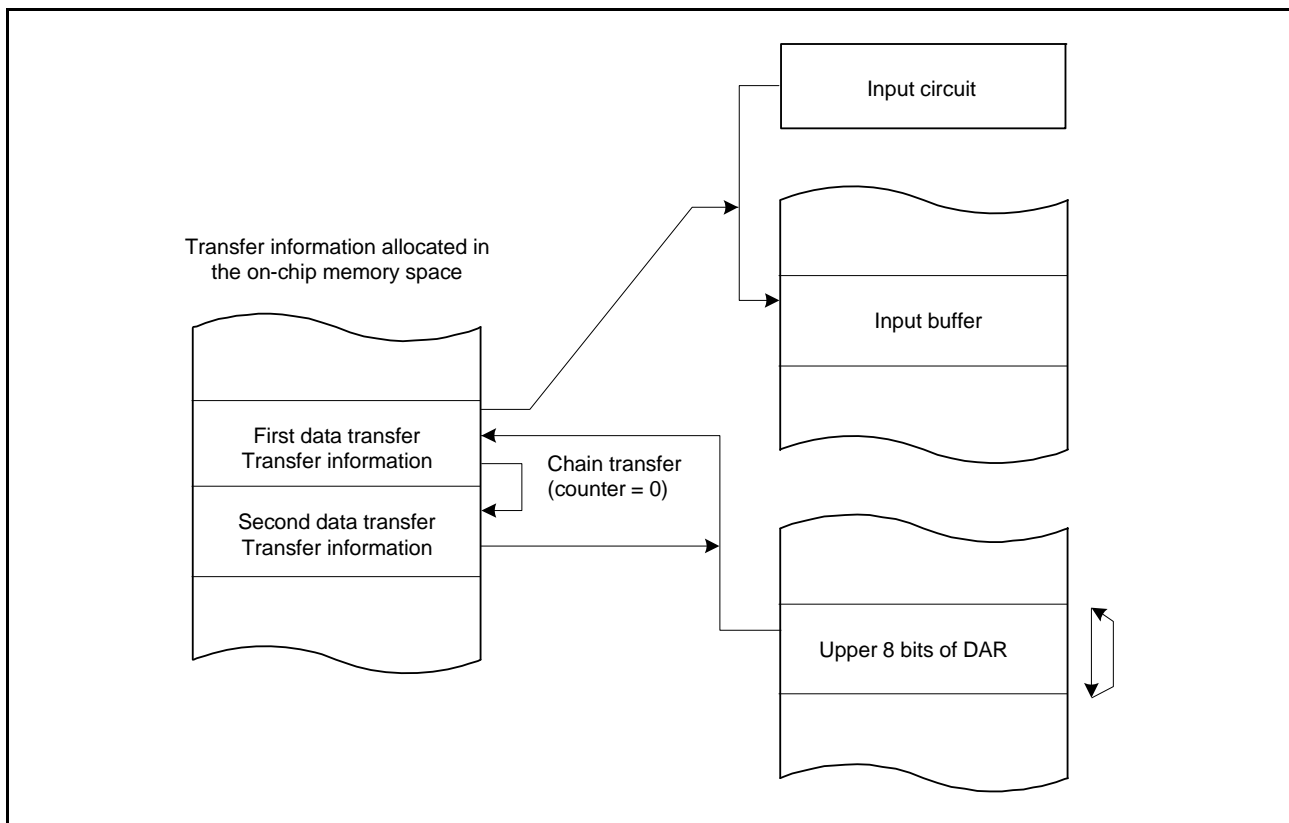 Input circuit
Transfer information allocated in
the on-chip memory space
Input buffer
First data transfer
Transfer information
Chain transfer
(counter = 0)
Second data transfer
Transfer information
Upper 8 bits of DAR